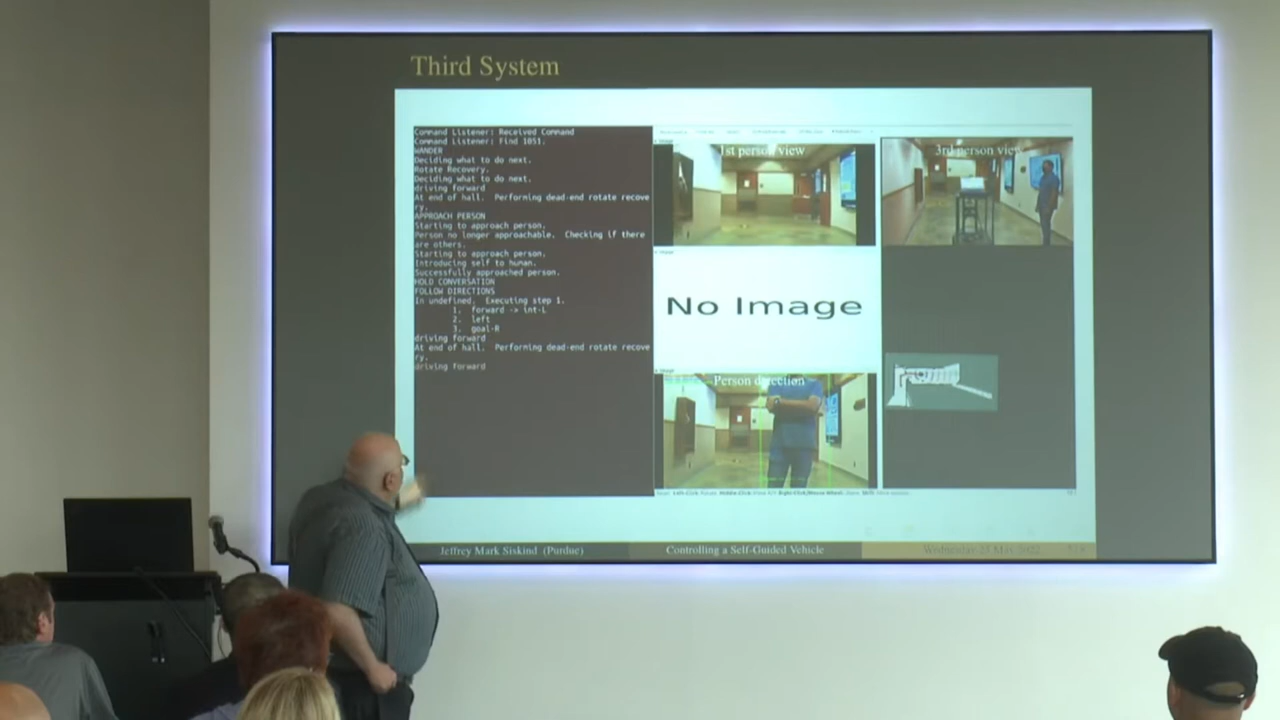 Third System
Command Listener: Received Command
Command Listener: Find 1051.
WANDER
Deciding what to do next.
Rotate Recovery.
Deciding what to do next.
driving forward
At end of hall.  Performing dead-end rotate recove
ry.
APPROACH PERSON
Starting to approach person.
Person no longer approachable.  Checking if there
are others.
Starting to approach person.
Introducing self to human.
Successfully approached person.
HOLD CONVERSATION
FOLLOW DIRECTIONS
In undefined.  Executing step 1.
1.  forward -> int-L
2.  left
3.  goal-R
driving forward
At end of hall.  Performing dead-end rotate recove
ry.
driving forward
1st person view
3rd person view
No Image
Person detection
Jeffrey Mark Siskind (Purdue)
Controlling a Self-Guided Vehicle
Wednesday 25 May 2022